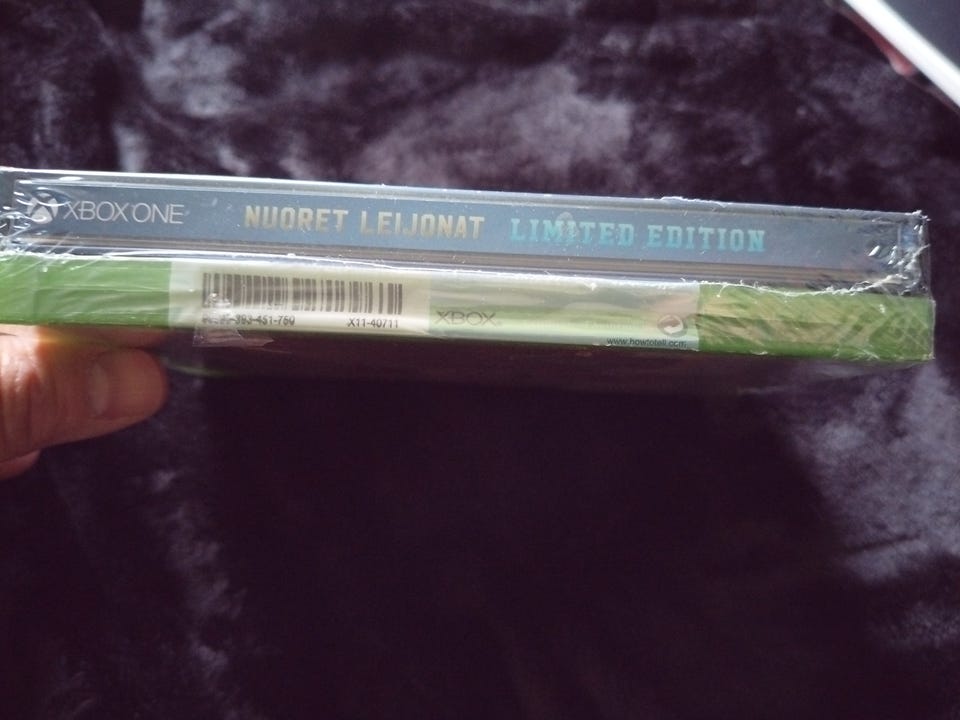 XBOX ONE NUORET LEIJONAT LIMITED EDITION
X11-40711
XBOX
www.howtotell.com